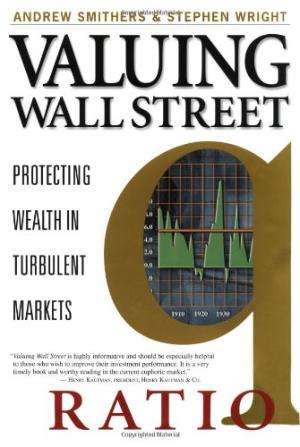 ANDREW SMITHERS & STEPHEN WRIGHT
VALUING
WALL STREET
PROTECTING
WEALTH IN
TURBULENT
MARKETS
q
1910 1920 1930
"Valuing Wall Street is highly informative and should be especially helpful
to those who wish to improve their investment performance. It is a very
timely book and worthy reading in the current euphoric market."
— HENRY KAUFMAN, PRESIDENT, HENRY KAUFMAN & CO.
RATIO